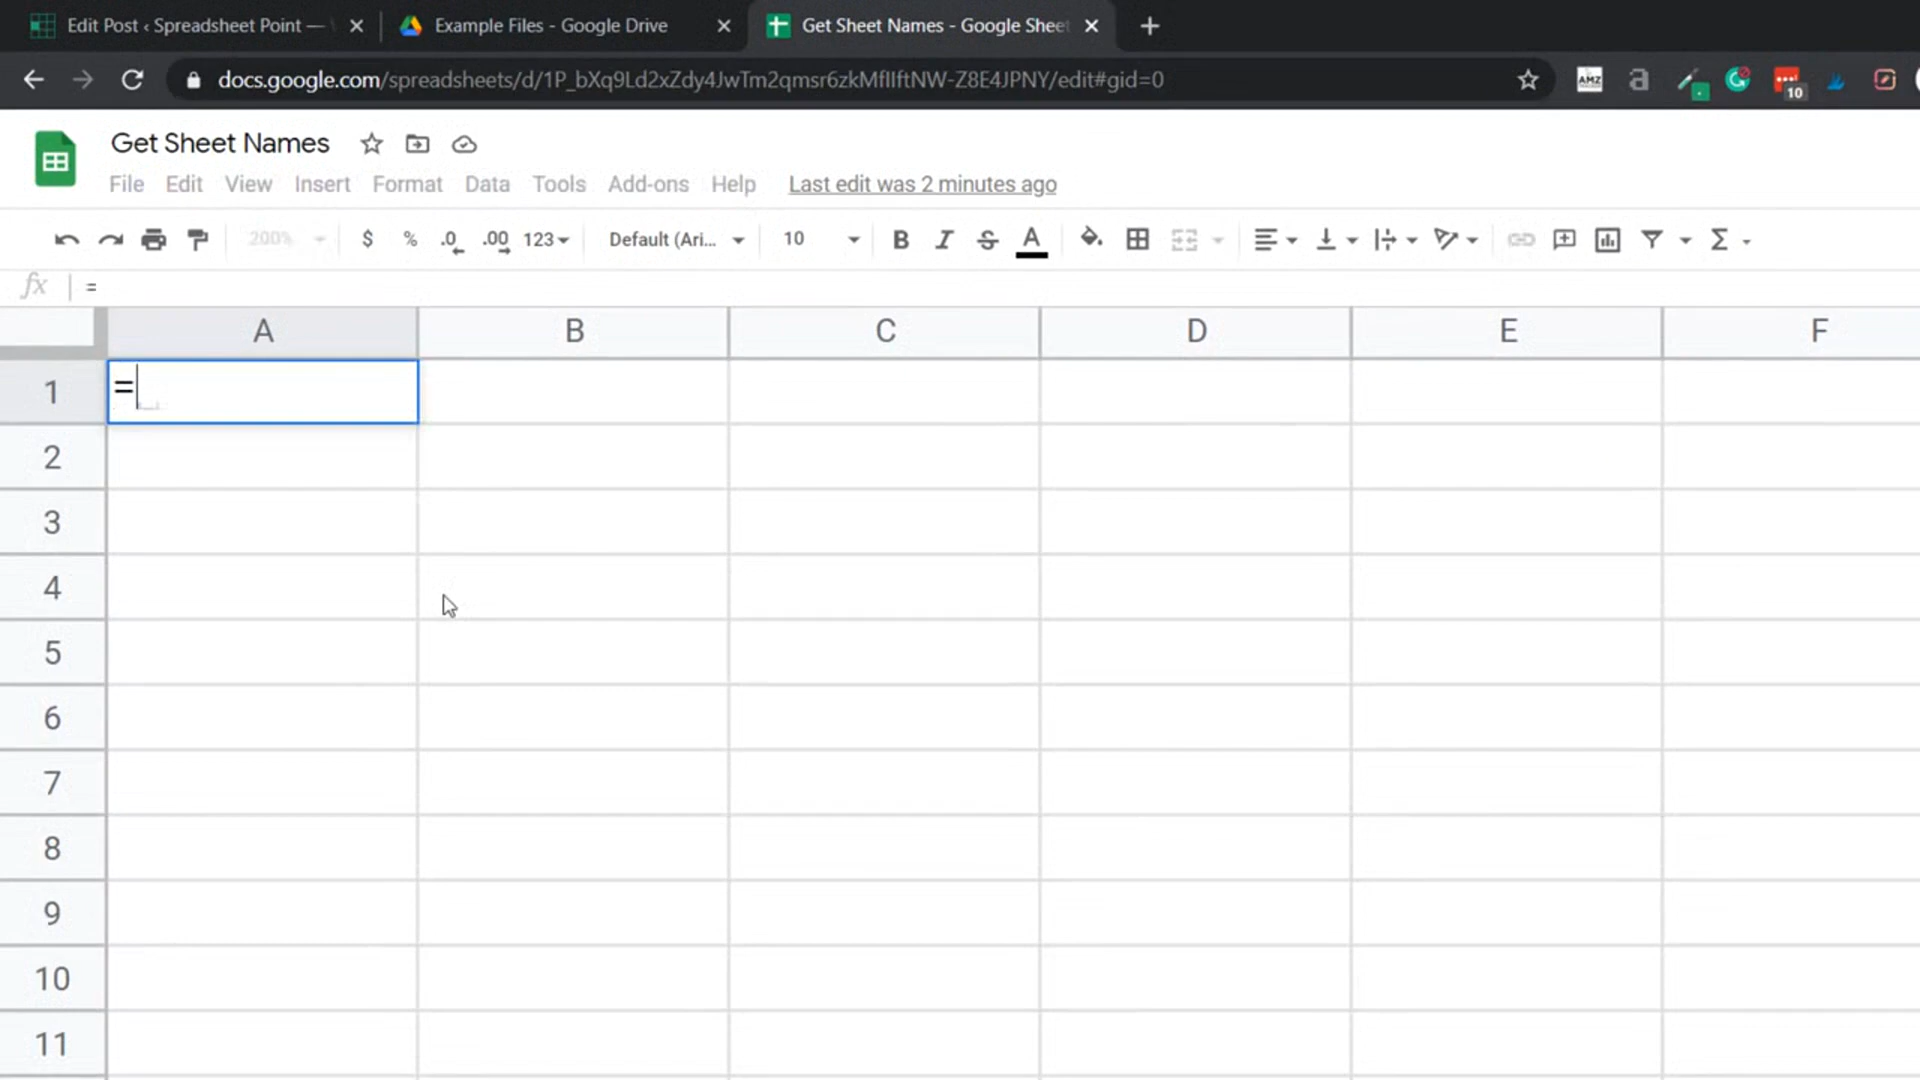 Edit Post ‹ Spreadsheet Point —
Example Files - Google Drive
Get Sheet Names - Google Sheet
docs.google.com/spreadsheets/d/1P_bXq9Ld2xZdy4JwTm2qmsr6zkMflIftNW-Z8E4JPNY/edit#gid=0
AMZ
a
10
Get Sheet Names
File Edit View Insert Format Data Tools Add-ons Help Last edit was 2 minutes ago
200% $ % .0 .00 123 Default (Ari... 10 B I S A Σ
fx =
A B C D E F
1 =
2
3
4
5
6
7
8
9
10
11